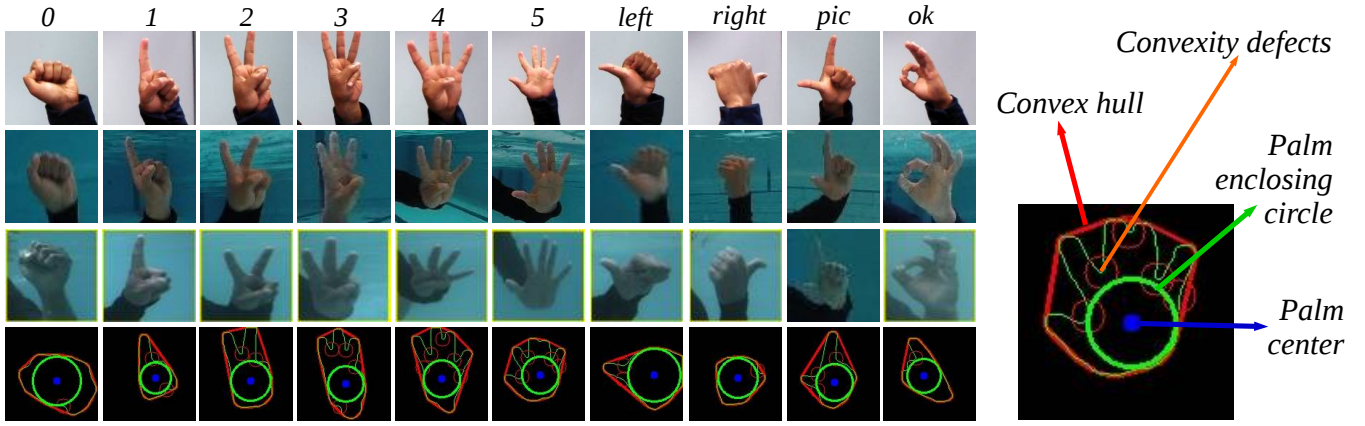 0 1 2 3 4 5 left right pic ok
Convexity defects
Convex hull
Palm
enclosing
circle
Palm
center